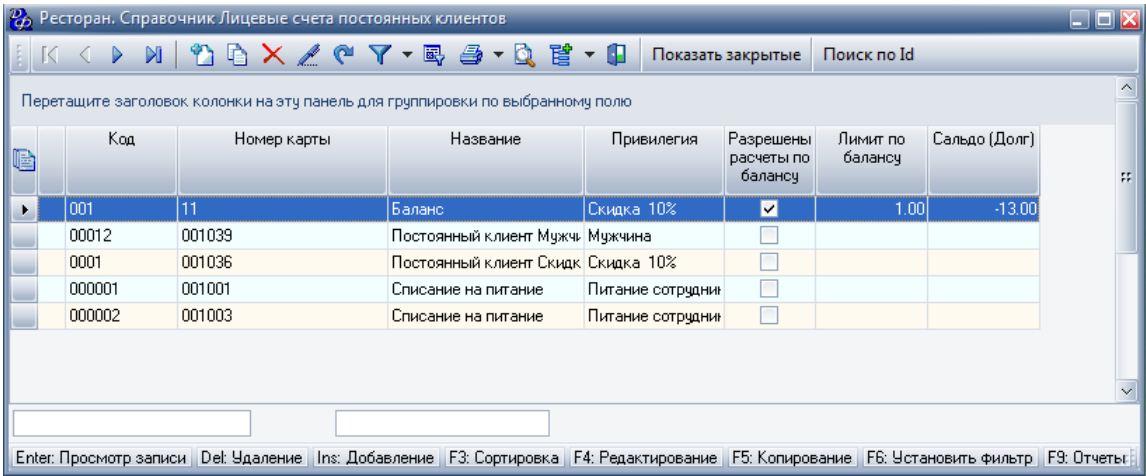 Ресторан. Справочник Лицевые счета постоянных клиентов
Показать закрытые Поиск по Id
Перетащите заголовок колонки на эту панель для группировки по выбранному полю
Код Номер карты Название Привилегия Разрешены расчеты по балансу Лимит по балансу Сальдо (Долг)
001 11 Баланс Скидка 10% 1.00 -13.00
00012 001039 Постоянный клиент Мужчи Мужчина
0001 001036 Постоянный клиент Скидк Скидка 10%
000001 001001 Списание на питание Питание сотрудни
000002 001003 Списание на питание Питание сотрудни
Enter: Просмотр записи Del: Удаление Ins: Добавление F3: Сортировка F4: Редактирование F5: Копирование F6: Установить фильтр F9: Отчеты